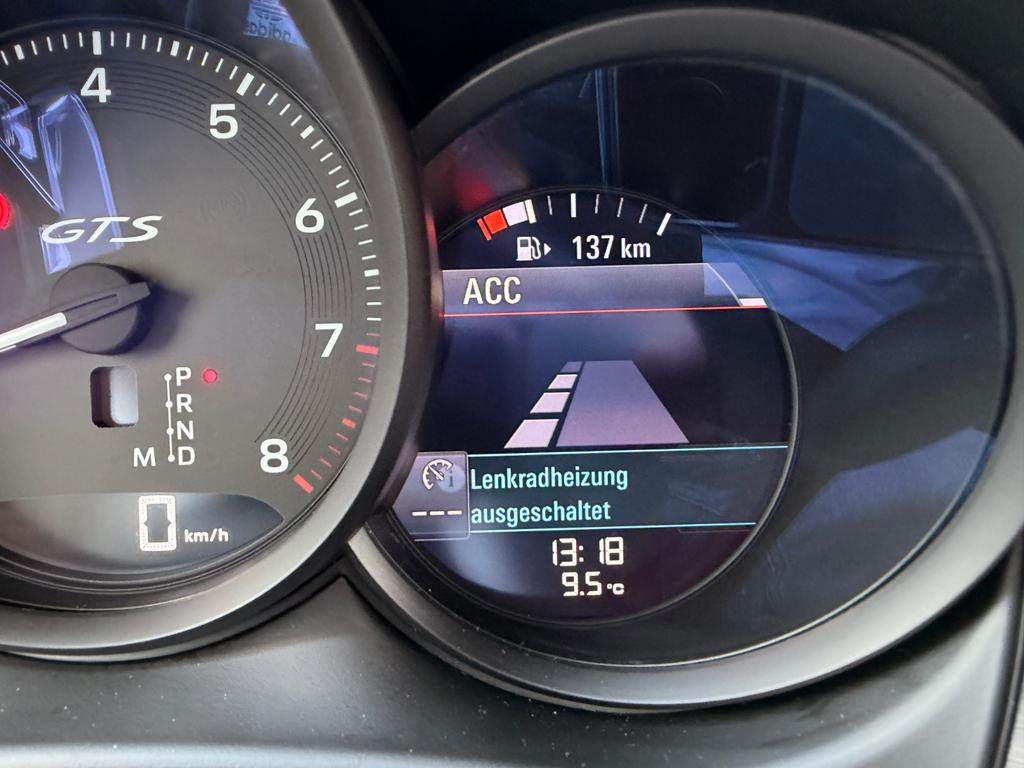 4
5
6
7
8
GTS
P
R
N
M D
0 km/h
137 km
ACC
i
Lenkradheizung
--- ausgeschaltet
13:18
9.5 °C